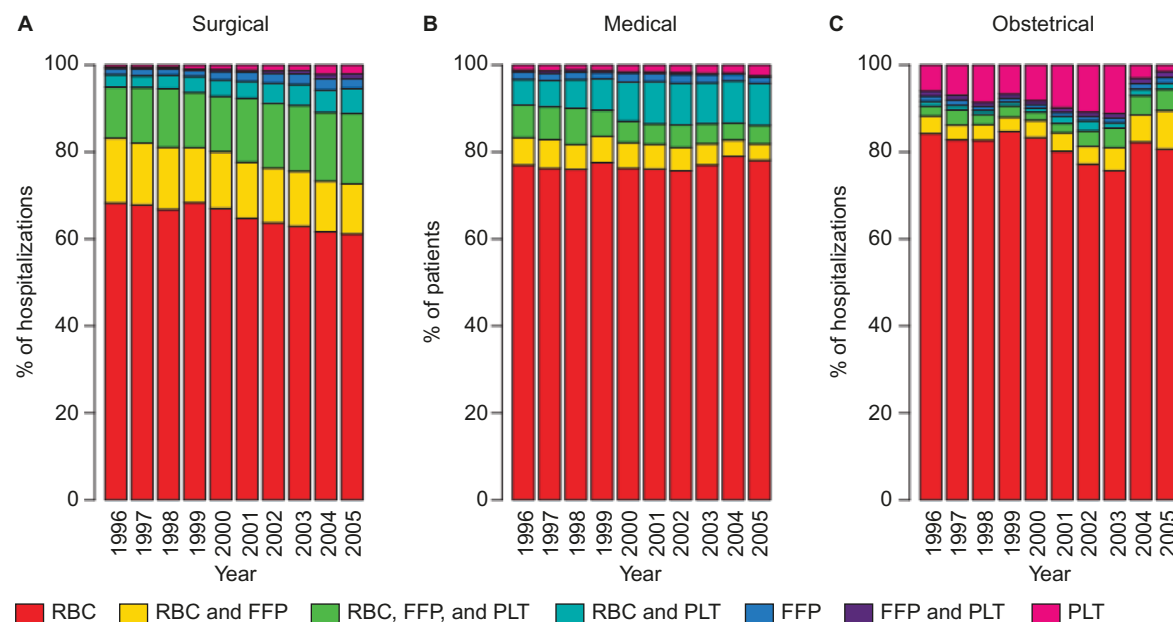 A Surgical
% of hospitalizations
100
80
60
40
20
0
1996 1997 1998 1999 2000 2001 2002 2003 2004 2005
Year
B Medical
% of patients
100
80
60
40
20
0
1996 1997 1998 1999 2000 2001 2002 2003 2004 2005
Year
C Obstetrical
% of hospitalizations
100
80
60
40
20
0
1996 1997 1998 1999 2000 2001 2002 2003 2004 2005
Year
RBC RBC and FFP RBC, FFP, and PLT RBC and PLT FFP FFP and PLT PLT